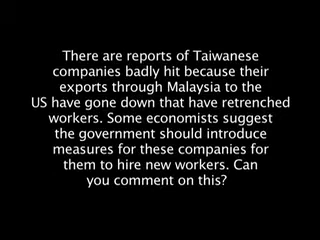 There are reports of Taiwanese
companies badly hit because their
exports through Malaysia to the
US have gone down that have retrenched
workers. Some economists suggest
the government should introduce
measures for these companies for
them to hire new workers. Can
you comment on this?